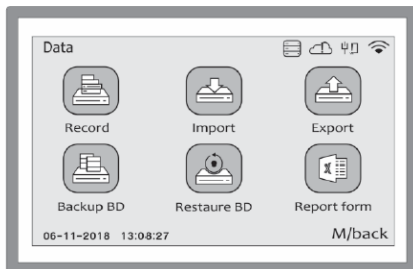 Data
Record Import Export
Backup BD Restaure BD Report form
06-11-2018 13:08:27 M/back